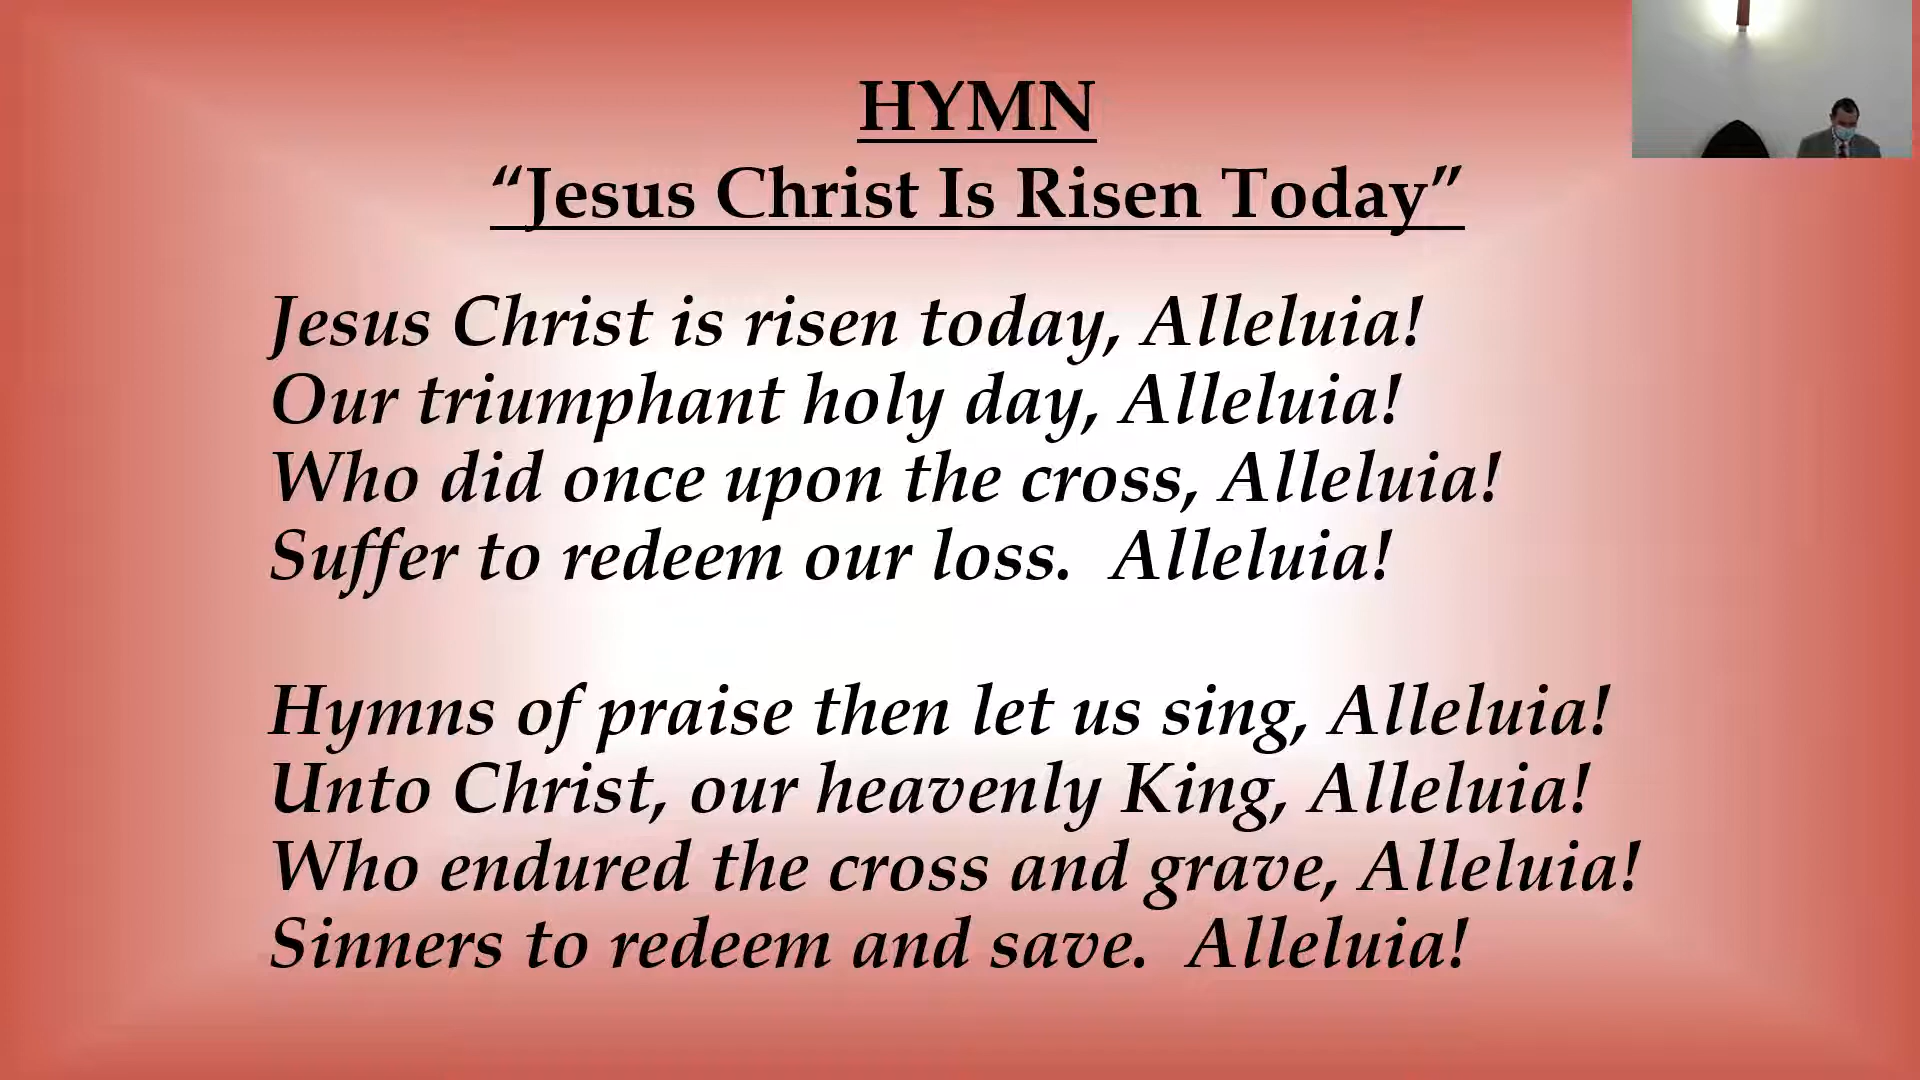 HYMN
“Jesus Christ Is Risen Today”
Jesus Christ is risen today, Alleluia!
Our triumphant holy day, Alleluia!
Who did once upon the cross, Alleluia!
Suffer to redeem our loss.  Alleluia!
Hymns of praise then let us sing, Alleluia!
Unto Christ, our heavenly King, Alleluia!
Who endured the cross and grave, Alleluia!
Sinners to redeem and save.  Alleluia!